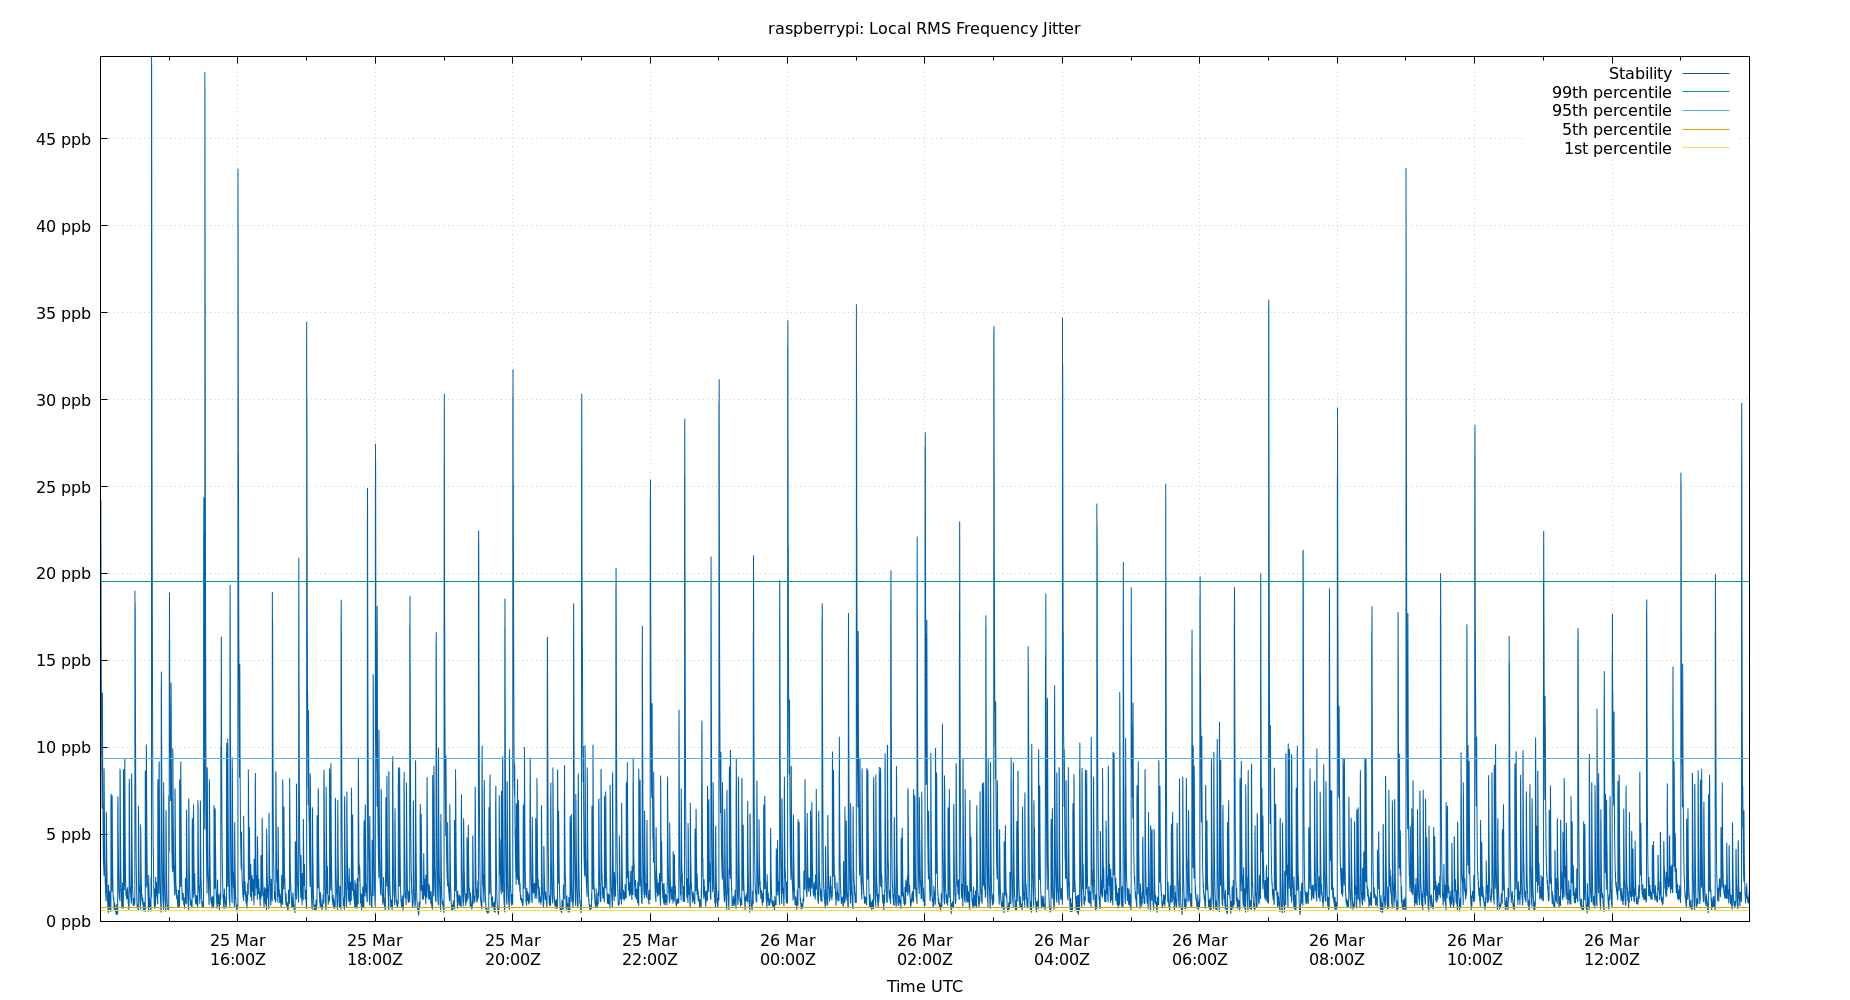 raspberrypi: Local RMS Frequency Jitter
Stability
99th percentile
95th percentile
5th percentile
1st percentile
45 ppb
40 ppb
35 ppb
30 ppb
25 ppb
20 ppb
15 ppb
10 ppb
5 ppb
0 ppb
25 Mar 25 Mar 25 Mar 25 Mar 26 Mar 26 Mar 26 Mar 26 Mar 26 Mar 26 Mar 26 Mar
16:00Z 18:00Z 20:00Z 22:00Z 00:00Z 02:00Z 04:00Z 06:00Z 08:00Z 10:00Z 12:00Z
Time UTC